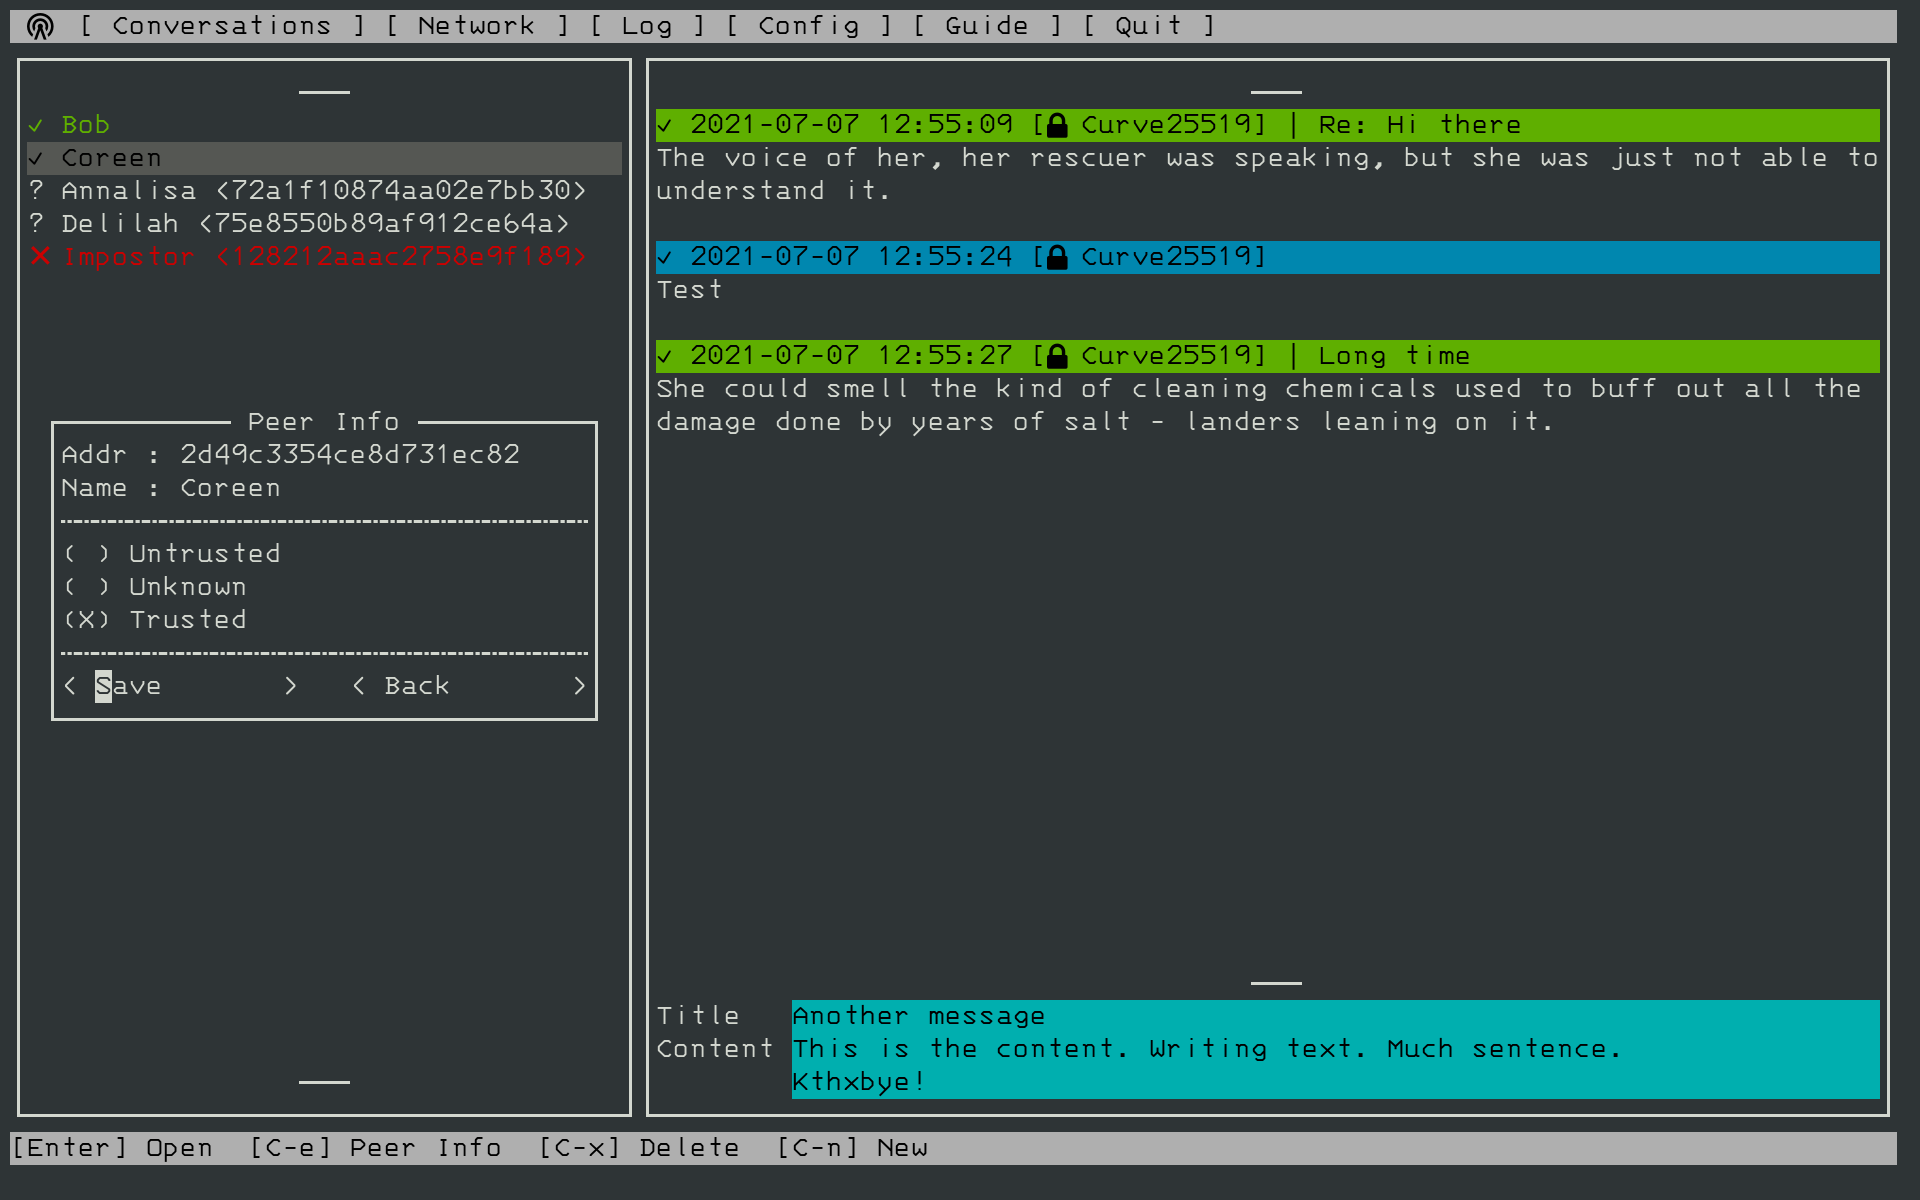 [ Conversations ] [ Network ] [ Log ] [ Config ] [ Guide ] [ Quit ]
✓ Bob
✓ Coreen
? Annalisa <72a1f10874aa02e7bb30>
? Delilah <75e8550b89af912ce64a>
✕ Impostor <128212aaac2758e9f189>
Peer Info
Addr : 2d49c3354ce8d731ec82
Name : Coreen
( ) Untrusted
( ) Unknown
(X) Trusted
< Save > < Back >
✓ 2021-07-07 12:55:09 [🔒 Curve25519] | Re: Hi there
The voice of her, her rescuer was speaking, but she was just not able to
understand it.
✓ 2021-07-07 12:55:24 [🔒 Curve25519]
Test
✓ 2021-07-07 12:55:27 [🔒 Curve25519] | Long time
She could smell the kind of cleaning chemicals used to buff out all the
damage done by years of salt - landers leaning on it.
Title Another message
Content This is the content. Writing text. Much sentence.
Kthxbye!
[Enter] Open [C-e] Peer Info [C-x] Delete [C-n] New